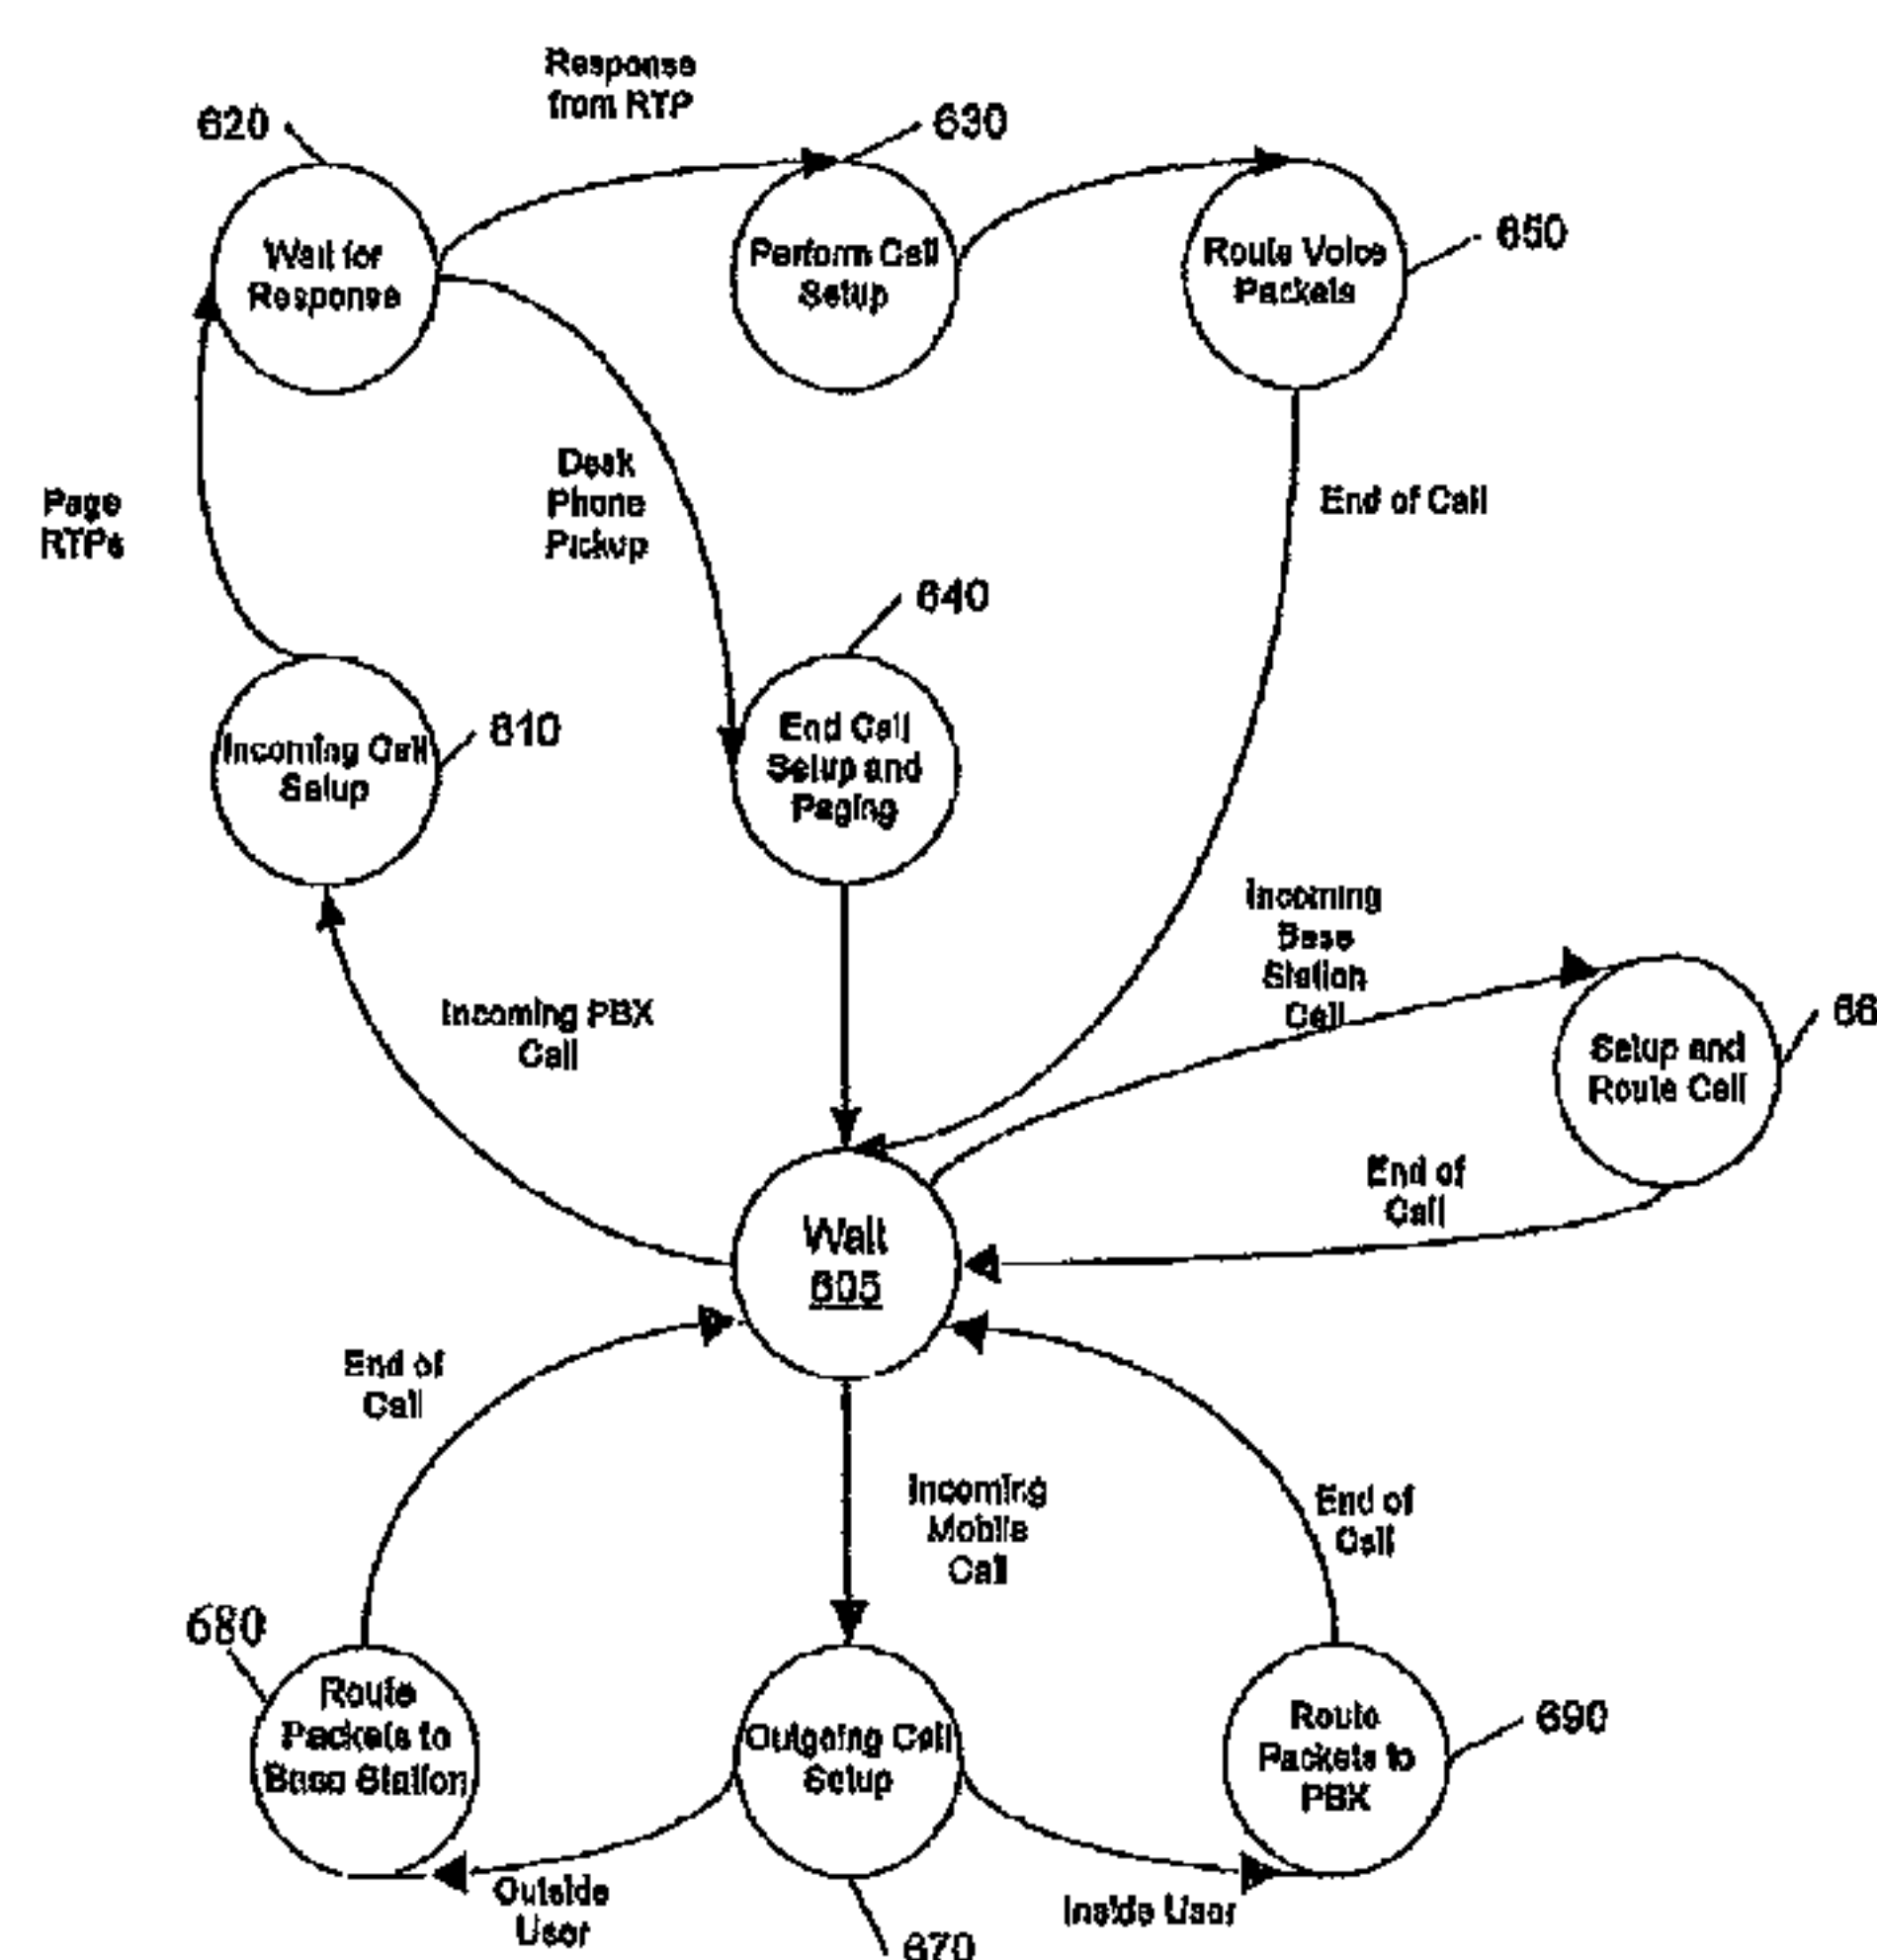 Response
from RTP
620
630
Wait for
Response
Perform Call
Setup
Route Voice
Packets
650
Page
RTPs
Desk
Phone
Pickup
End of Call
640
610
Incoming Call
Setup
End Call
Setup and
Paging
Incoming
Base
Station
Call
Incoming PBX
Call
66
Setup and
Route Call
End of
Call
Wait
605
End of
Call
Incoming
Mobile
Call
End of
Call
680
Route
Packets to
Base Station
Outgoing Call
Setup
Route
Packets to
PBX
690
Outside
User
Inside User
670